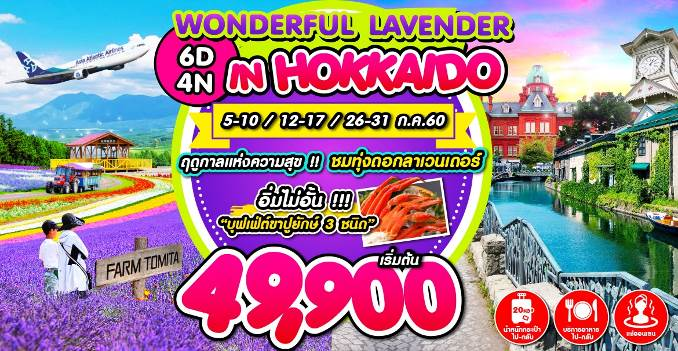 WONDERFUL LAVENDER
6D
4N
IN HOKKAIDO
Asia Atlantic Airlines
5-10 / 12-17 / 26-31 ก.ค.60
ฤดูกาลแห่งความสุข !! ชมทุ่งดอกลาเวนเดอร์
อิ่มไม่อั้น !!!
"บุฟเฟ่ต์ขาปูยักษ์ 3 ชนิด"
FARM TOMITA
เริ่มต้น
49,900
20กก
น้ำหนักกระเป๋า
ไป-กลับ
บริการอาหาร
ไป-กลับ
แช่ออนเซน